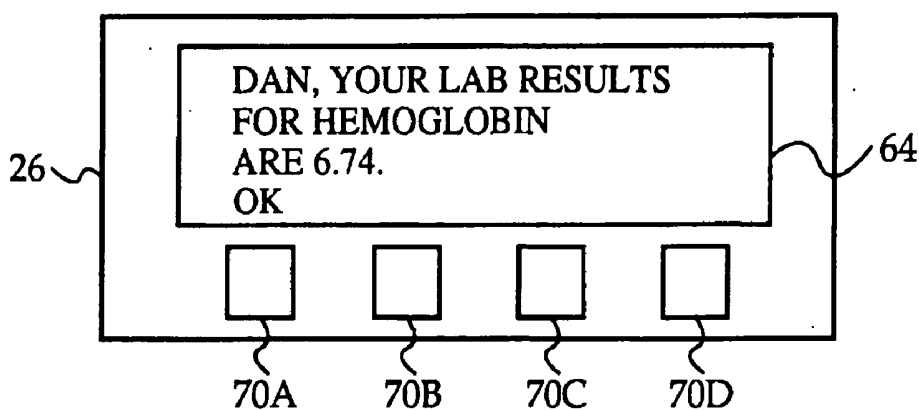 DAN, YOUR LAB RESULTS
FOR HEMOGLOBIN
ARE 6.74.
OK
26
64
70A 70B 70C 70D